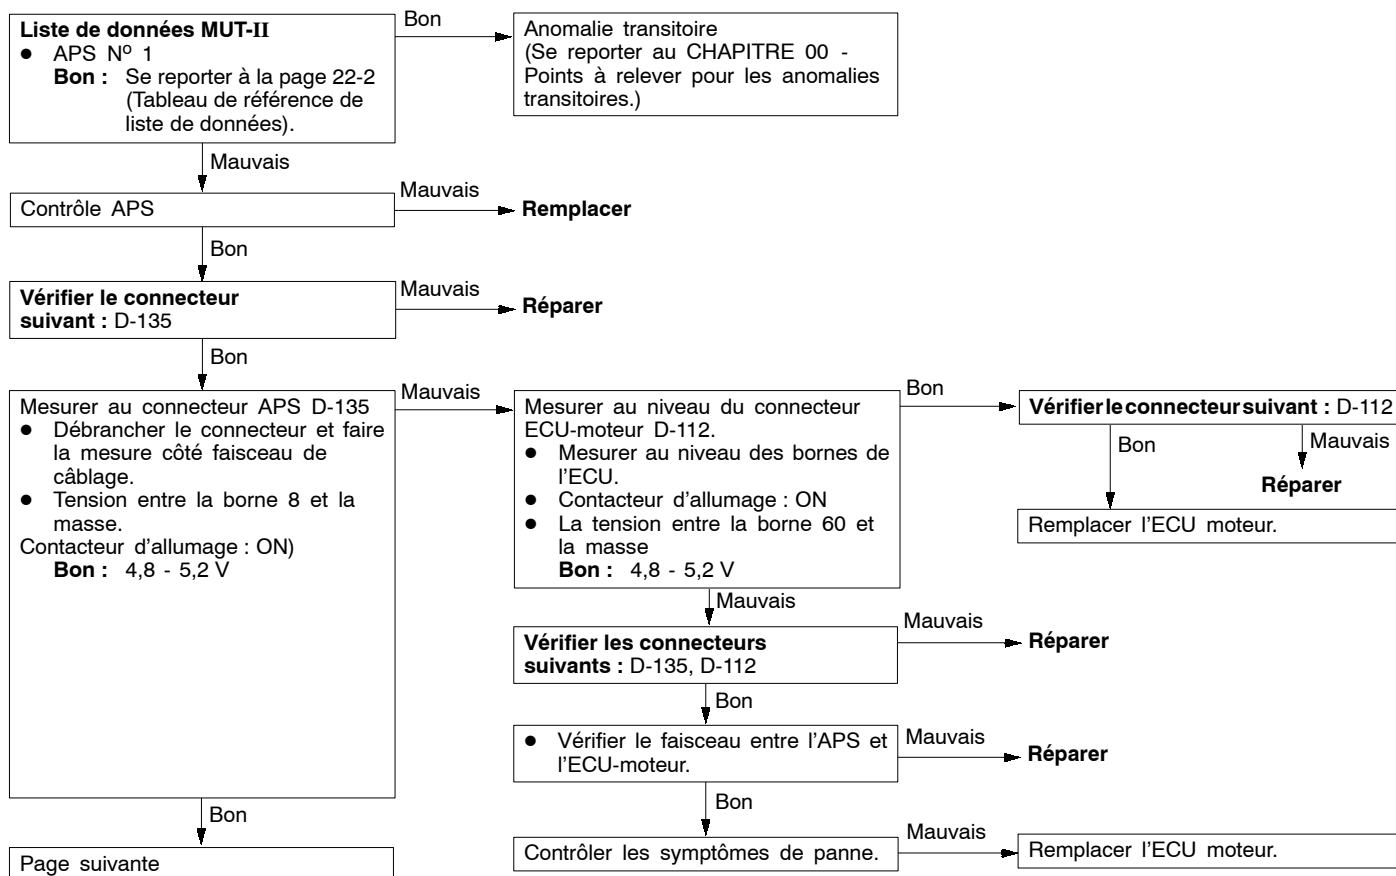 Liste de données MUT-II
● APS Nº 1
Bon : Se reporter à la page 22-2
(Tableau de référence de
liste de données).
Bon
Anomalie transitoire
(Se reporter au CHAPITRE 00 -
Points à relever pour les anomalies
transitoires.)
Mauvais
Contrôle APS
Mauvais
Remplacer
Bon
Vérifier le connecteur
suivant : D-135
Mauvais
Réparer
Bon
Mesurer au connecteur APS D-135
● Débrancher le connecteur et faire
la mesure côté faisceau de
câblage.
● Tension entre la borne 8 et la
masse.
Contacteur d'allumage : ON)
Bon : 4,8 - 5,2 V
Mauvais
Mesurer au niveau du connecteur
ECU-moteur D-112.
● Mesurer au niveau des bornes de
l'ECU.
● Contacteur d'allumage : ON
● La tension entre la borne 60 et
la masse
Bon : 4,8 - 5,2 V
Bon
Vérifier le connecteur suivant : D-112
Bon
Mauvais
Réparer
Remplacer l'ECU moteur.
Mauvais
Vérifier les connecteurs
suivants : D-135, D-112
Mauvais
Réparer
Bon
● Vérifier le faisceau entre l'APS et
l'ECU-moteur.
Mauvais
Réparer
Bon
Contrôler les symptômes de panne.
Mauvais
Remplacer l'ECU moteur.
Bon
Page suivante